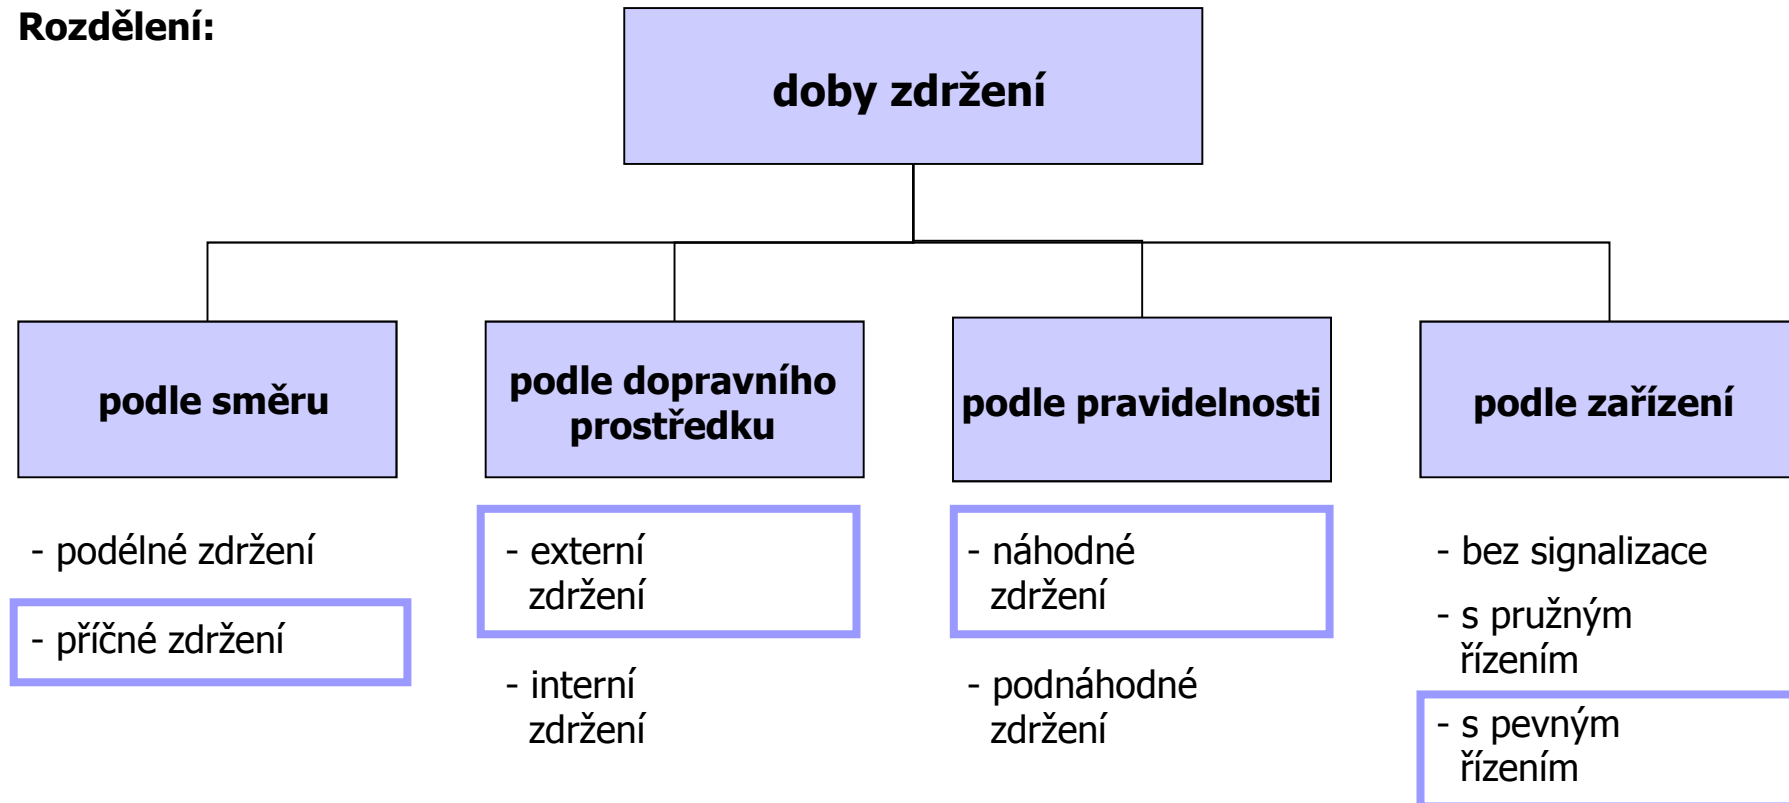 Rozdělení:
doby zdržení
podle směru
podle dopravního
prostředku
podle pravidelnosti
podle zařízení
- podélné zdržení
- příčné zdržení
- externí
zdržení
- interní
zdržení
- náhodné
zdržení
- podnáhodné
zdržení
- bez signalizace
- s pružným
řízením
- s pevným
řízením